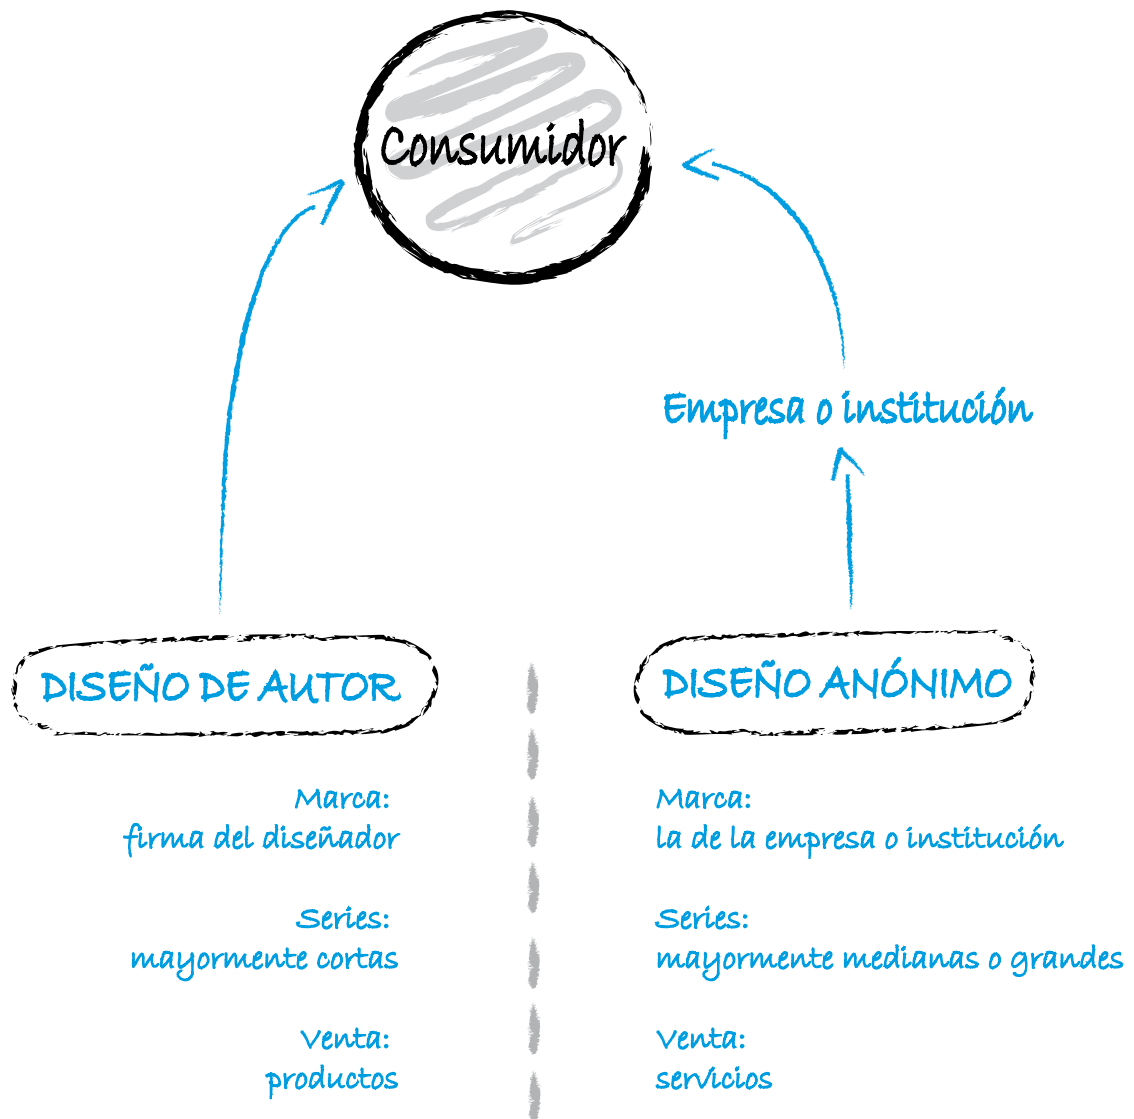 Consumidor
Empresa o institución
DISEÑO DE AUTOR
Marca:
firma del diseñador
Series:
mayormente cortas
Venta:
productos
DISEÑO ANÓNIMO
Marca:
la de la empresa o institución
Series:
mayormente medianas o grandes
Venta:
servicios